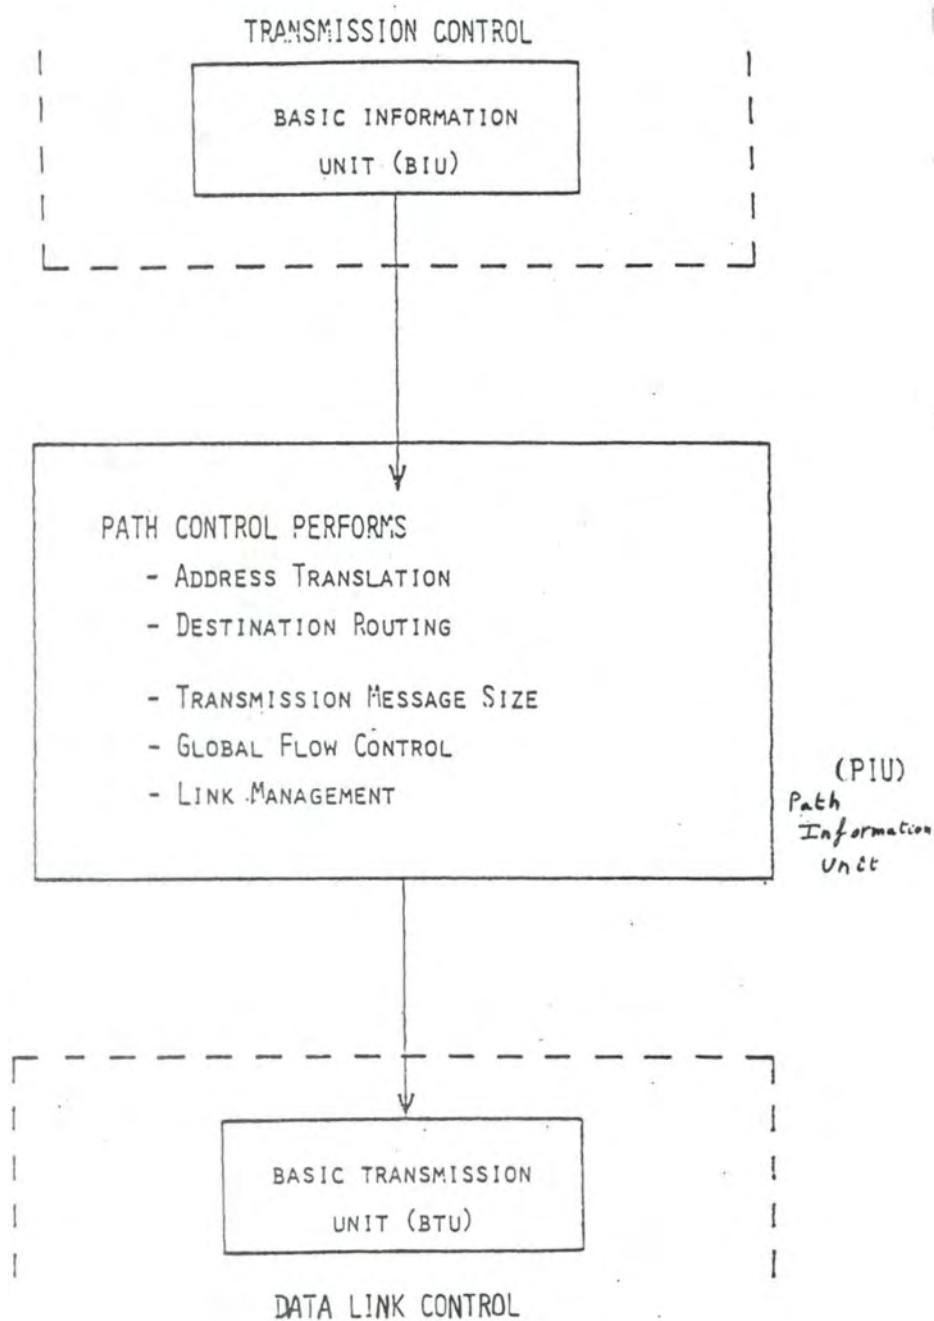 TRANSMISSION CONTROL
BASIC INFORMATION
UNIT (BIU)
PATH CONTROL PERFORMS
- ADDRESS TRANSLATION
- DESTINATION ROUTING
- TRANSMISSION MESSAGE SIZE
- GLOBAL FLOW CONTROL
- LINK MANAGEMENT
(PIU)
Path
Information
Unit
BASIC TRANSMISSION
UNIT (BTU)
DATA LINK CONTROL